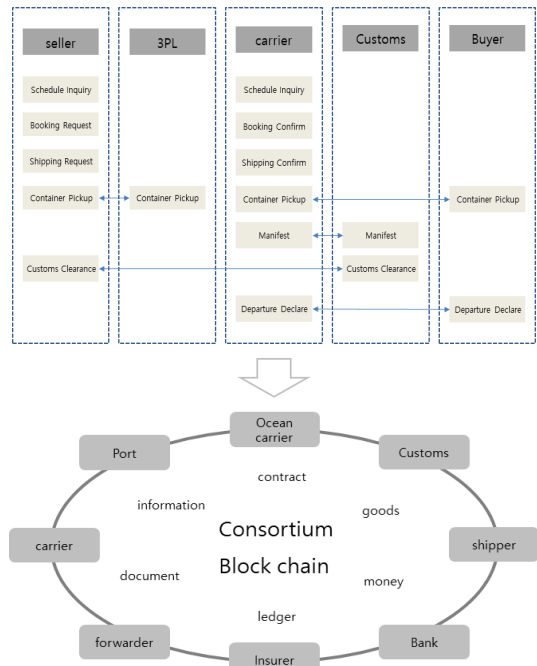 seller
3PL
carrier
Customs
Buyer
Schedule Inquiry
Schedule Inquiry
Booking Request
Booking Confirm
Shipping Request
Shipping Confirm
Container Pickup
Container Pickup
Container Pickup
Container Pickup
Manifest
Manifest
Customs Clearance
Customs Clearance
Departure Declare
Departure Declare
Ocean
carrier
Port
Customs
contract
information
goods
Consortium
carrier
shipper
Block chain
document
money
ledger
forwarder
Bank
Insurer